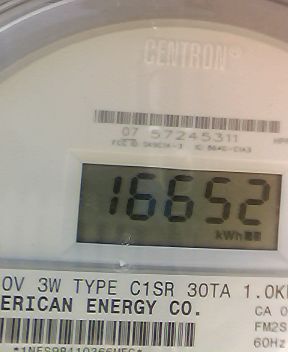 CENTRON®
07 57245311
16652
kWh
0V 3W TYPE C1SR 30TA 1.0K
ERICAN ENERGY CO.
CA 0
FM2S
60Hz